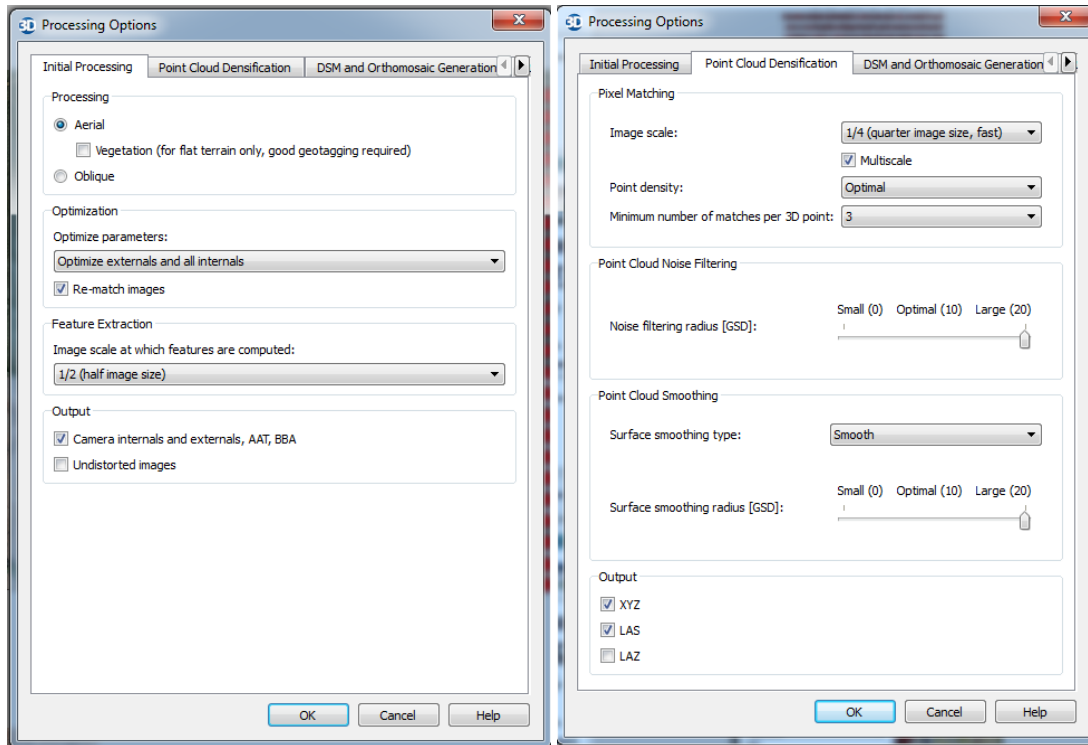 3D Processing Options
Initial Processing Point Cloud Densification DSM and Orthomosaic Generation
Processing
Aerial
Vegetation (for flat terrain only, good geotagging required)
Oblique
Optimization
Optimize parameters:
Optimize externals and all internals
Re-match images
Feature Extraction
Image scale at which features are computed:
1/2 (half image size)
Output
Camera internals and externals, AAT, BBA
Undistorted images
OK Cancel Help
3D Processing Options
Initial Processing Point Cloud Densification DSM and Orthomosaic Generation
Pixel Matching
Image scale: 1/4 (quarter image size, fast)
Multiscale
Point density: Optimal
Minimum number of matches per 3D point: 3
Point Cloud Noise Filtering
Small (0) Optimal (10) Large (20)
Noise filtering radius [GSD]:
Point Cloud Smoothing
Surface smoothing type: Smooth
Small (0) Optimal (10) Large (20)
Surface smoothing radius [GSD]:
Output
XYZ
LAS
LAZ
OK Cancel Help